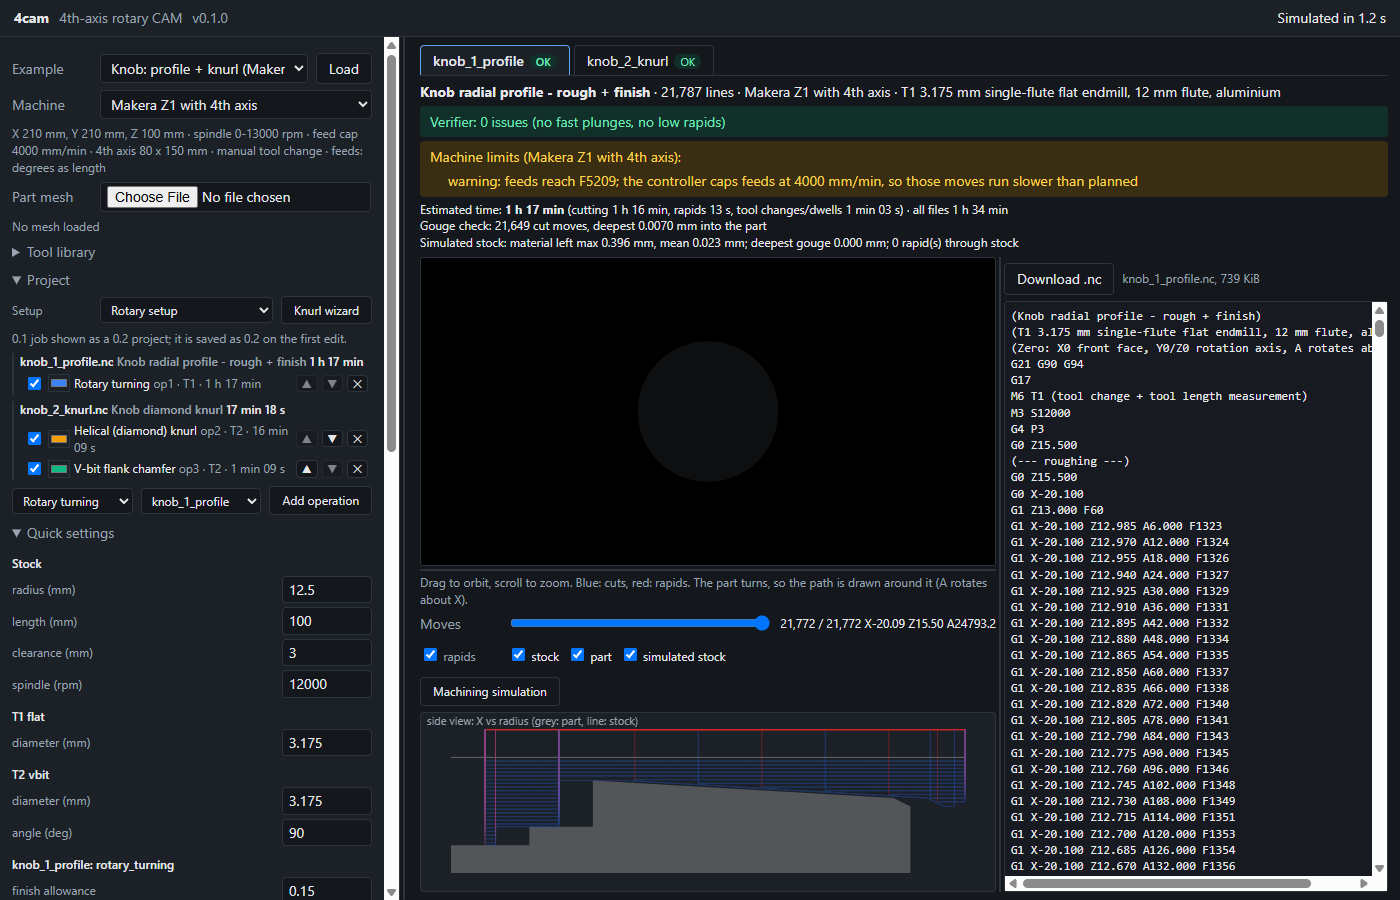 4cam 4th-axis rotary CAM v0.1.0
Simulated in 1.2 s
Example
Knob: profile + knurl (Maker
Load
Machine
Makera Z1 with 4th axis
X 210 mm, Y 210 mm, Z 100 mm · spindle 0-13000 rpm · feed cap
4000 mm/min · 4th axis 80 x 150 mm · manual tool change · feeds:
degrees as length
Part mesh
Choose File No file chosen
No mesh loaded
▶ Tool library
▼ Project
Setup
Rotary setup
Knurl wizard
0.1 job shown as a 0.2 project; it is saved as 0.2 on the first edit.
knob_1_profile.nc Knob radial profile - rough + finish 1 h 17 min
Rotary turning op1 · T1 · 1 h 17 min
knob_2_knurl.nc Knob diamond knurl 17 min 18 s
Helical (diamond) knurl op2 · T2 · 16 min
09 s
V-bit flank chamfer op3 · T2 · 1 min 09 s
Rotary turning
knob_1_profile
Add operation
▼ Quick settings
Stock
radius (mm)
12.5
length (mm)
100
clearance (mm)
3
spindle (rpm)
12000
T1 flat
diameter (mm)
3.175
T2 vbit
diameter (mm)
3.175
angle (deg)
90
knob_1_profile: rotary_turning
finish allowance
0.15
knob_1_profile OK
knob_2_knurl OK
Knob radial profile - rough + finish · 21,787 lines · Makera Z1 with 4th axis · T1 3.175 mm single-flute flat endmill, 12 mm flute, aluminium
Verifier: 0 issues (no fast plunges, no low rapids)
Machine limits (Makera Z1 with 4th axis):
warning: feeds reach F5209; the controller caps feeds at 4000 mm/min, so those moves run slower than planned
Estimated time: 1 h 17 min (cutting 1 h 16 min, rapids 13 s, tool changes/dwells 1 min 03 s) · all files 1 h 34 min
Gouge check: 21,649 cut moves, deepest 0.0070 mm into the part
Simulated stock: material left max 0.396 mm, mean 0.023 mm; deepest gouge 0.000 mm; 0 rapid(s) through stock
Drag to orbit, scroll to zoom. Blue: cuts, red: rapids. The part turns, so the path is drawn around it (A rotates
about X).
Moves
21,772 / 21,772 X-20.09 Z15.50 A24793.2
rapids
stock
part
simulated stock
Machining simulation
side view: X vs radius (grey: part, line: stock)
Download .nc
knob_1_profile.nc, 739 KiB
(Knob radial profile - rough + finish)
(T1 3.175 mm single-flute flat endmill, 12 mm flute, al
(Zero: X0 front face, Y0/Z0 rotation axis, A rotates ab
G21 G90 G94
G17
M6 T1 (tool change + tool length measurement)
M3 S12000
G4 P3
G0 Z15.500
(--- roughing ---)
G0 Z15.500
G0 X-20.100
G1 Z13.000 F60
G1 X-20.100 Z12.985 A6.000 F1323
G1 X-20.100 Z12.970 A12.000 F1324
G1 X-20.100 Z12.955 A18.000 F1326
G1 X-20.100 Z12.940 A24.000 F1327
G1 X-20.100 Z12.925 A30.000 F1329
G1 X-20.100 Z12.910 A36.000 F1331
G1 X-20.100 Z12.895 A42.000 F1332
G1 X-20.100 Z12.880 A48.000 F1334
G1 X-20.100 Z12.865 A54.000 F1335
G1 X-20.100 Z12.850 A60.000 F1337
G1 X-20.100 Z12.835 A66.000 F1338
G1 X-20.100 Z12.820 A72.000 F1340
G1 X-20.100 Z12.805 A78.000 F1341
G1 X-20.100 Z12.790 A84.000 F1343
G1 X-20.100 Z12.775 A90.000 F1345
G1 X-20.100 Z12.760 A96.000 F1346
G1 X-20.100 Z12.745 A102.000 F1348
G1 X-20.100 Z12.730 A108.000 F1349
G1 X-20.100 Z12.715 A114.000 F1351
G1 X-20.100 Z12.700 A120.000 F1353
G1 X-20.100 Z12.685 A126.000 F1354
G1 X-20.100 Z12.670 A132.000 F1356